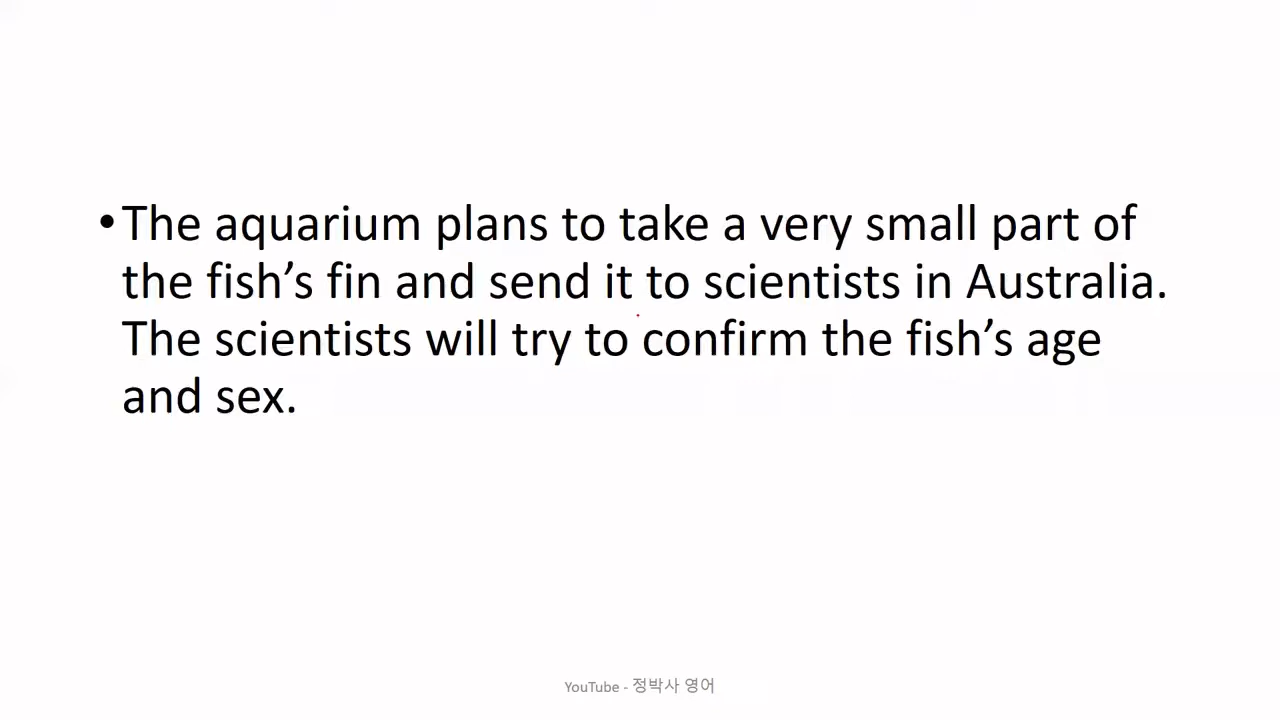 •The aquarium plans to take a very small part of
the fish’s fin and send it to scientists in Australia.
The scientists will try to confirm the fish’s age
and sex.
YouTube - 정박사 영어